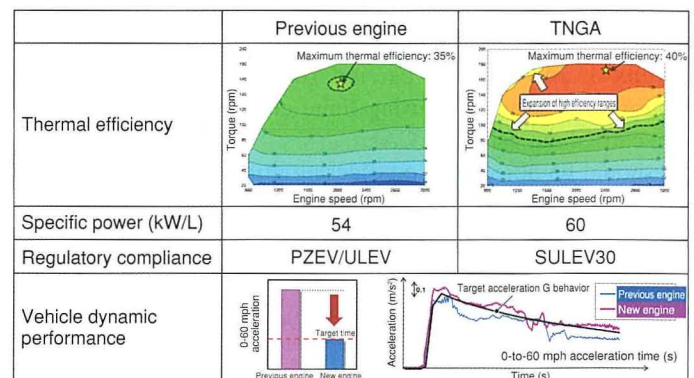 Previous engine
TNGA
Thermal efficiency
Maximum thermal efficiency: 35%
Torque (rpm)
Engine speed (rpm)
Maximum thermal efficiency: 40%
Expansion of high efficiency ranges
Torque (rpm)
Engine speed (rpm)
Specific power (kW/L)
54
60
Regulatory compliance
PZEV/ULEV
SULEV30
Vehicle dynamic
performance
0-60 mph
acceleration
Target time
Previous engine
New engine
Acceleration (m/s²)
0.1
Target acceleration G behavior
Previous engine
New engine
0-to-60 mph acceleration time (s)
Time (s)